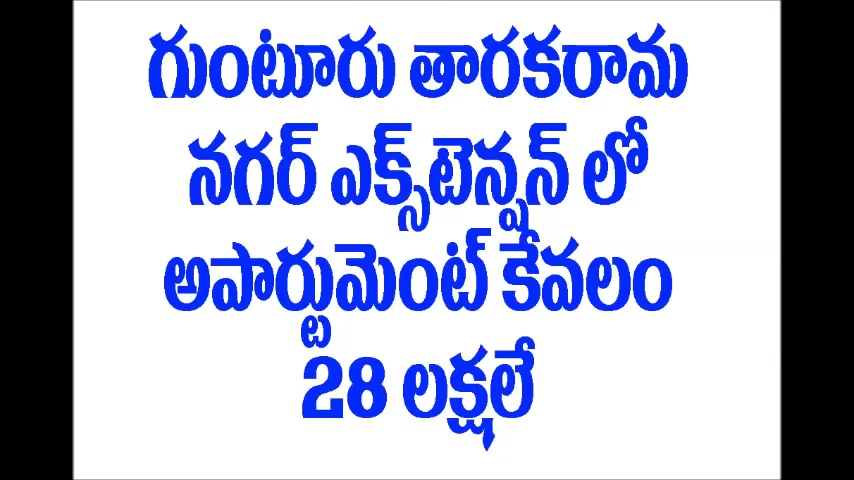 గుంటూరు తారకరామ
నగర్ ఎక్స్‌టెన్షన్ లో
అపార్టుమెంట్ కేవలం
28 లక్షలే